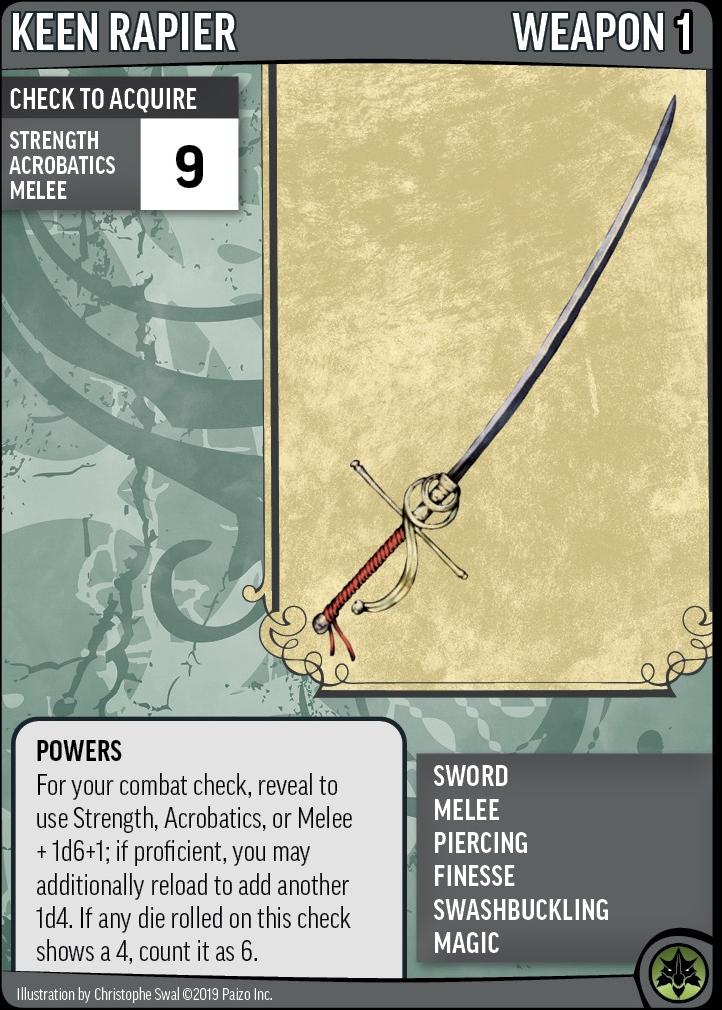 KEEN RAPIER
WEAPON 1
CHECK TO ACQUIRE
STRENGTH
ACROBATICS
MELEE
9
POWERS
For your combat check, reveal to
use Strength, Acrobatics, or Melee
+ 1d6+1; if proficient, you may
additionally reload to add another
1d4. If any die rolled on this check
shows a 4, count it as 6.
SWORD
MELEE
PIERCING
FINESSE
SWASHBUCKLING
MAGIC
Illustration by Christophe Swal ©2019 Paizo Inc.